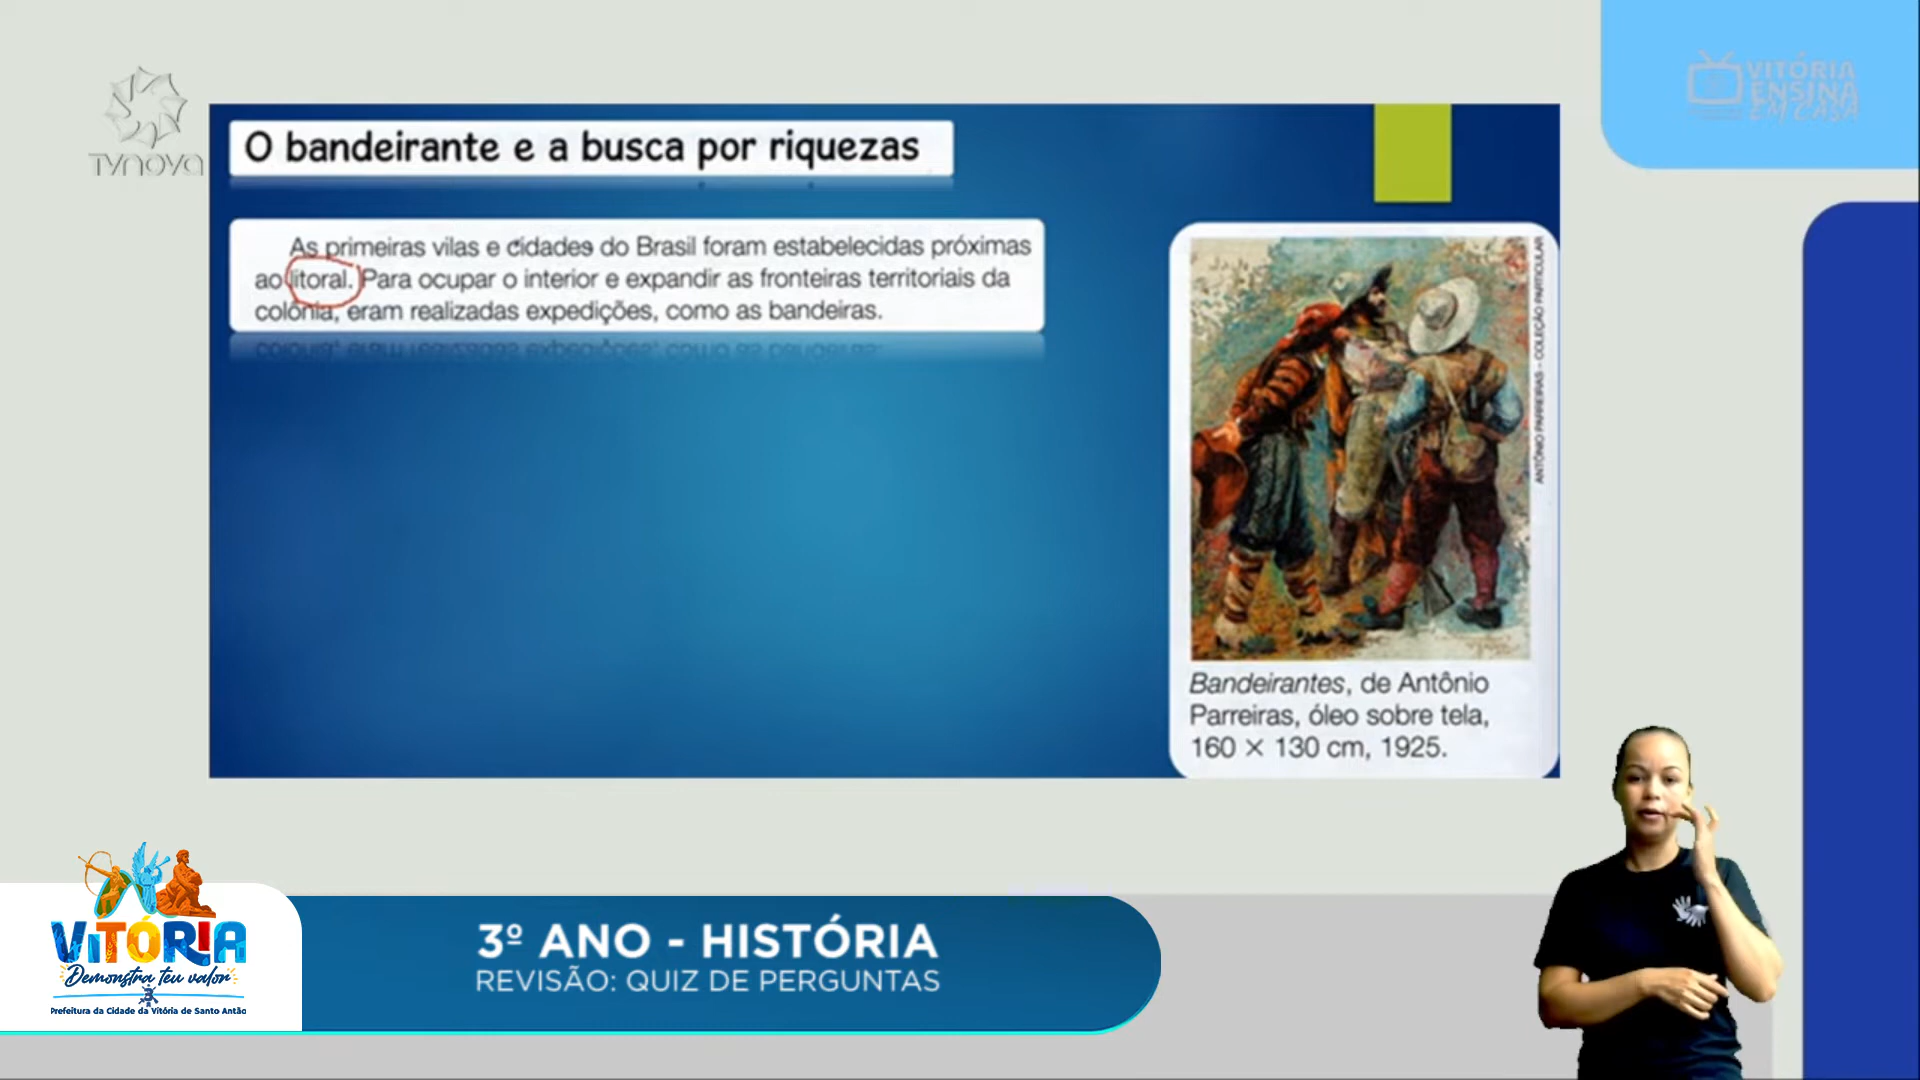 TVnova
VITÓRIA
ENSINA
EM CASA
O bandeirante e a busca por riquezas
As primeiras vilas e cidades do Brasil foram estabelecidas próximas
ao litoral. Para ocupar o interior e expandir as fronteiras territoriais da
colônia, eram realizadas expedições, como as bandeiras.
ANTÔNIO PARREIRAS - COLEÇÃO PARTICULAR
Bandeirantes, de Antônio
Parreiras, óleo sobre tela,
160 × 130 cm, 1925.
VITÓRIA
Demonstra teu valor
Prefeitura da Cidade da Vitória de Santo Antão
3º ANO - HISTÓRIA
REVISÃO: QUIZ DE PERGUNTAS